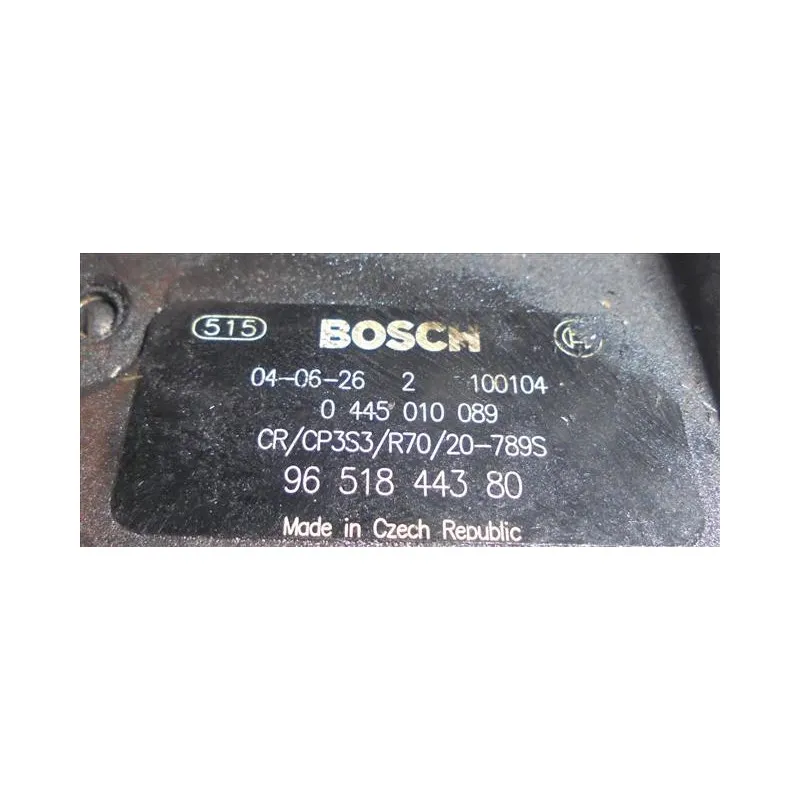 515 BOSCH
04-06-26 2 100104
0 445 010 089
CR/CP3S3/R70/20-789S
96 518 443 80
Made in Czech Republic